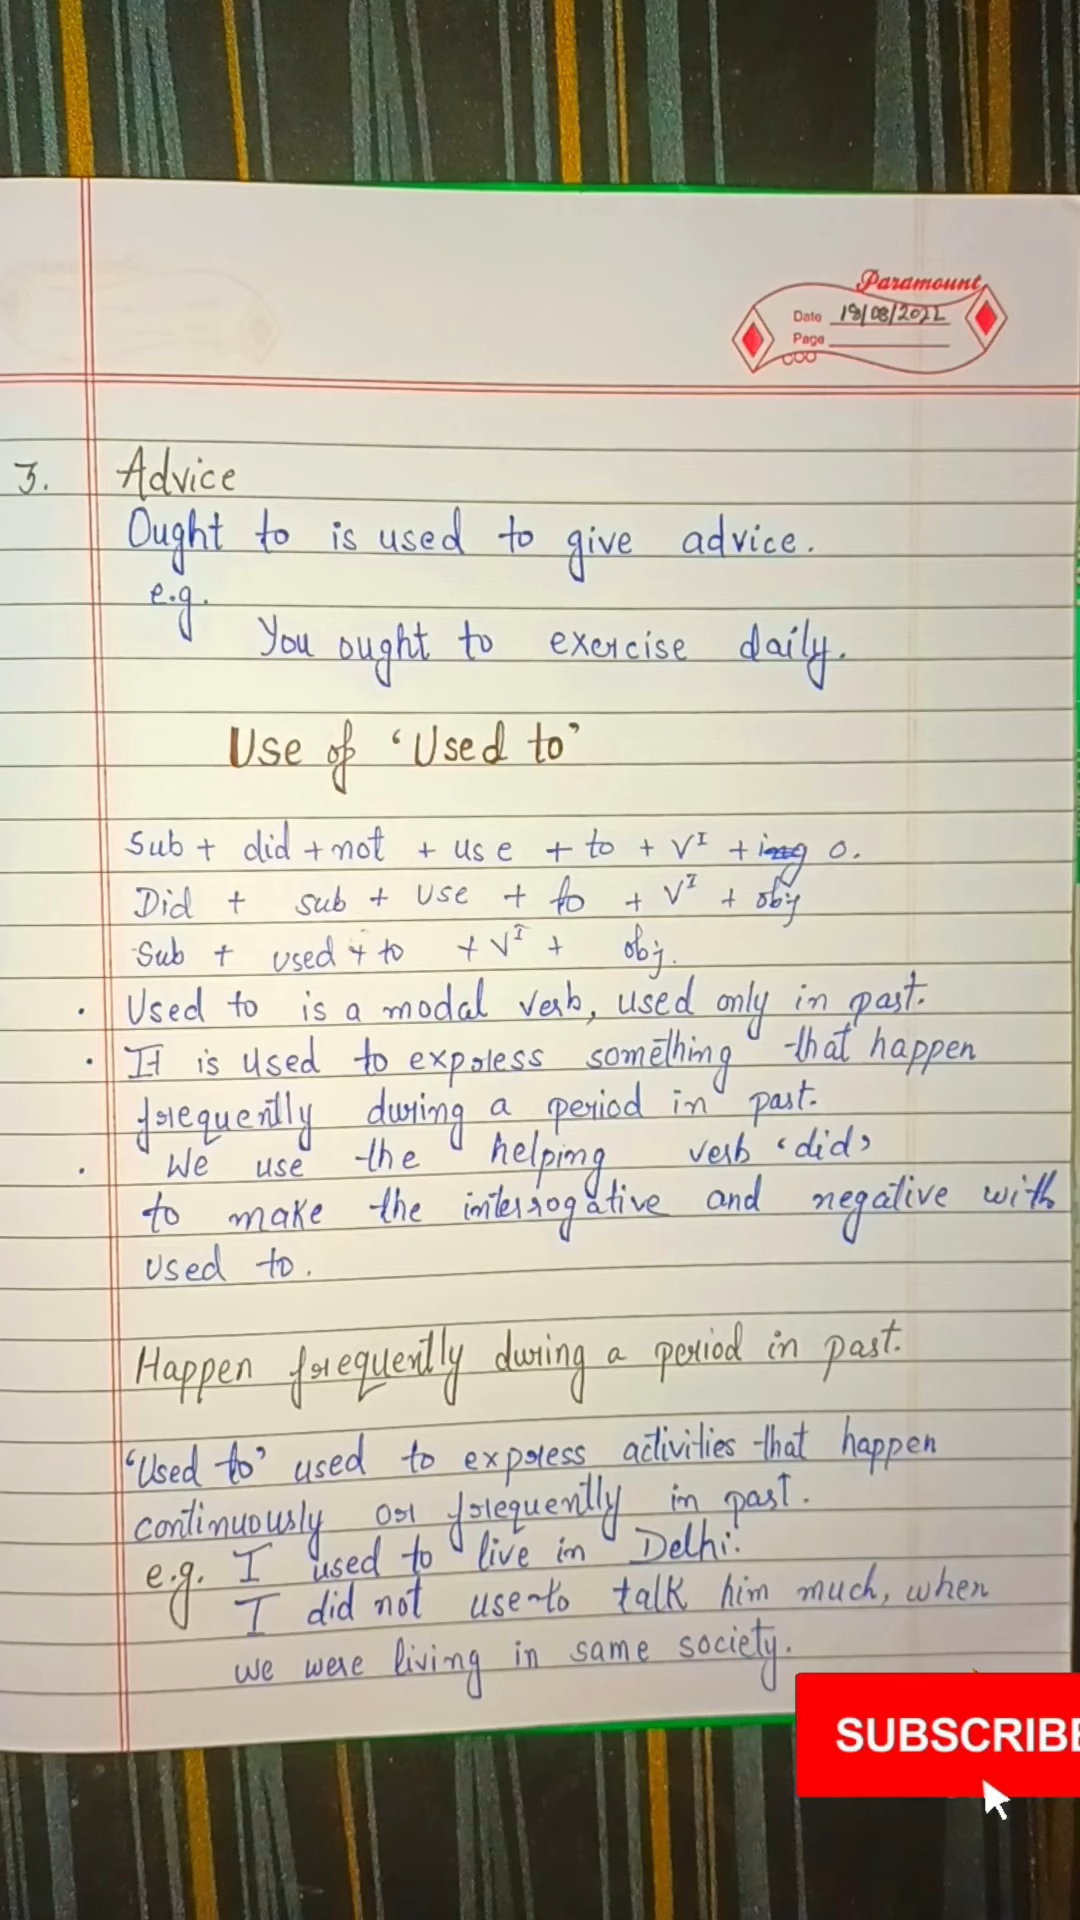 Paramount
Date 18/08/2022
Page
3. Advice
Ought to is used to give advice.
e.g.
You ought to exercise daily.
Use of ‘Used to’
Sub + did + not + use + to + V^I + o.
Did + sub + use + to + V^I + obj
Sub + used + to + V^I + obj.
. Used to is a modal verb, used only in past.
. It is used to express something that happen
frequently during a period in past.
. We use the helping verb ‘did’
to make the interrogative and negative with
used to.
Happen frequently during a period in past.
‘Used to’ used to express activities that happen
continuously or frequently in past.
e.g. I used to live in Delhi.
I did not use to talk him much, when
we were living in same society.
SUBSCRIBE